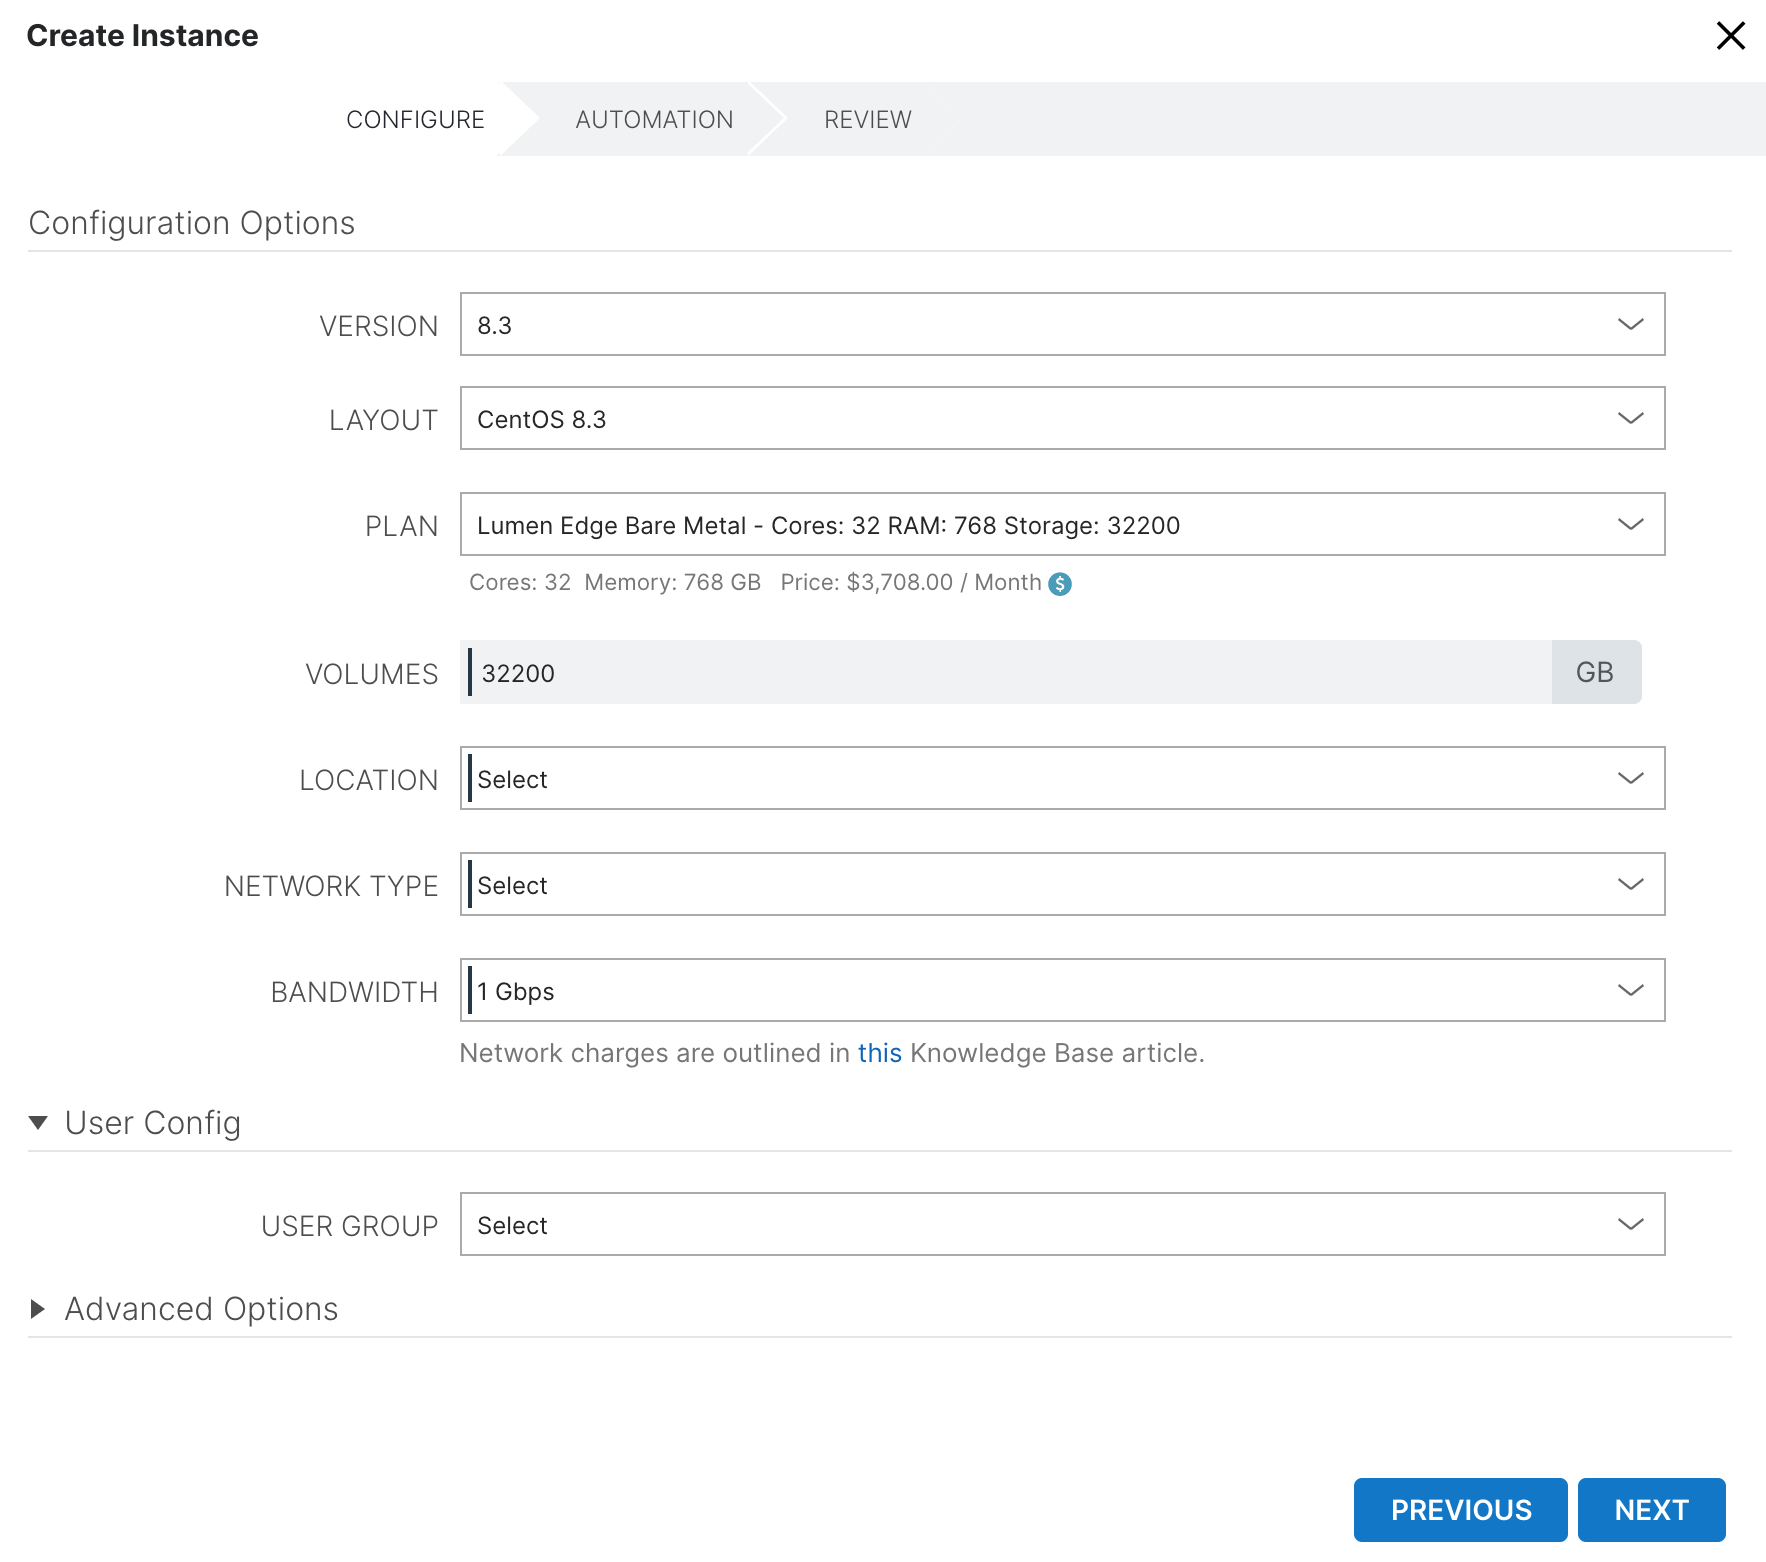 Create Instance
CONFIGURE AUTOMATION REVIEW
Configuration Options
VERSION 8.3
LAYOUT CentOS 8.3
PLAN Lumen Edge Bare Metal - Cores: 32 RAM: 768 Storage: 32200
Cores: 32 Memory: 768 GB Price: $3,708.00 / Month $
VOLUMES 32200 GB
LOCATION Select
NETWORK TYPE Select
BANDWIDTH 1 Gbps
Network charges are outlined in this Knowledge Base article.
User Config
USER GROUP Select
Advanced Options
PREVIOUS NEXT